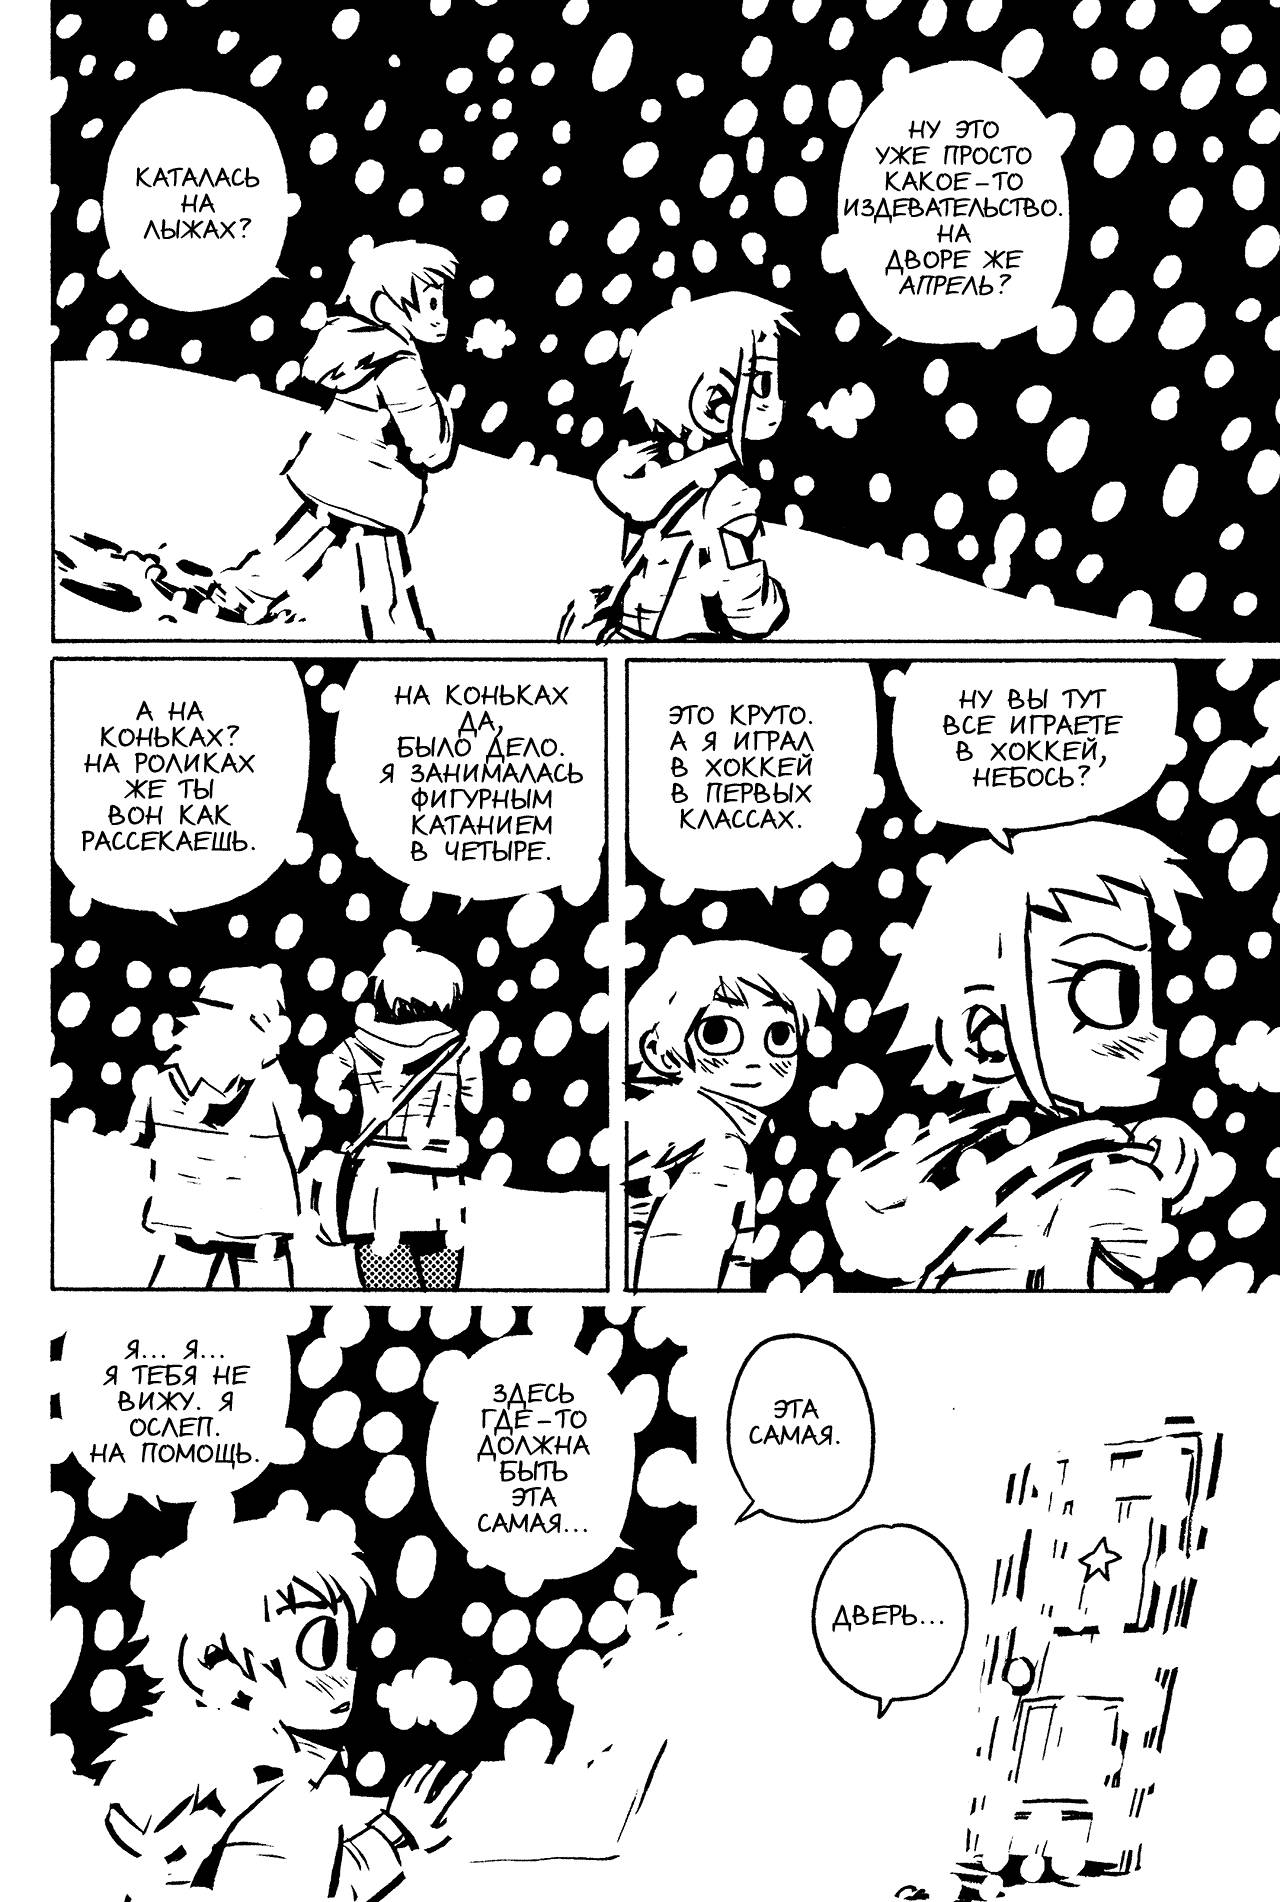 КАТАЛАСЬ
НА
ЛЫЖАХ?
НУ ЭТО
УЖЕ ПРОСТО
КАКОЕ-ТО
ИЗДЕВАТЕЛЬСТВО.
НА
ДВОРЕ ЖЕ
АПРЕЛЬ?
А НА
КОНЬКАХ?
НА РОЛИКАХ
ЖЕ ТЫ
ВОН КАК
РАССЕКАЕШЬ.
НА КОНЬКАХ
ДА,
БЫЛО ДЕЛО.
Я ЗАНИМАЛАСЬ
ФИГУРНЫМ
КАТАНИЕМ
В ЧЕТЫРЕ.
ЭТО КРУТО.
А Я ИГРАЛ
В ХОККЕЙ
В ПЕРВЫХ
КЛАССАХ.
НУ ВЫ ТУТ
ВСЕ ИГРАЕТЕ
В ХОККЕЙ,
НЕБОСЬ?
Я... Я...
Я ТЕБЯ НЕ
ВИЖУ. Я
ОСЛЕП.
НА ПОМОЩЬ.
ЗДЕСЬ
ГДЕ-ТО
ДОЛЖНА
БЫТЬ
ЭТА
САМАЯ...
ЭТА
САМАЯ.
ДВЕРЬ...